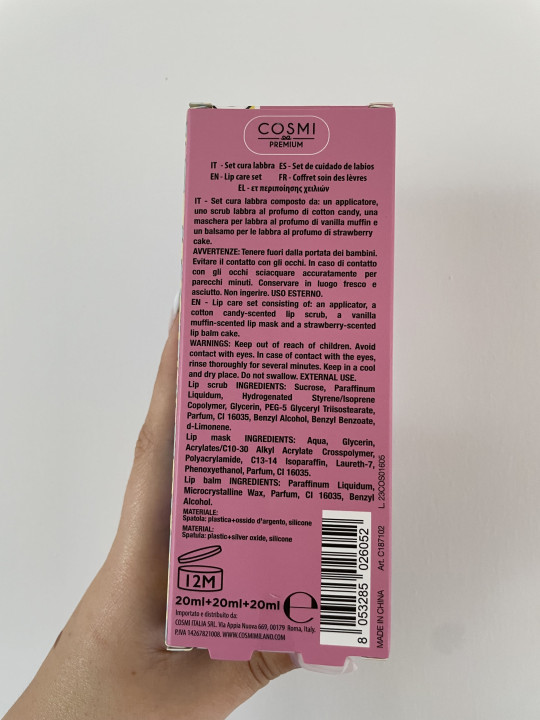 COSMI
PREMIUM
IT - Set cura labbra ES - Set de cuidado de labios
EN - Lip care set FR - Coffret soin des lèvres
EL - ετ περιποίησης χειλιών
IT - Set cura labbra composto da: un applicatore,
uno scrub labbra al profumo di cotton candy, una
maschera per labbra al profumo di vanilla muffin e
un balsamo per le labbra al profumo di strawberry
cake.
AVVERTENZE: Tenere fuori dalla portata dei bambini.
Evitare il contatto con gli occhi. In caso di contatto
con gli occhi sciacquare accuratamente per
parecchi minuti. Conservare in luogo fresco e
asciutto. Non ingerire. USO ESTERNO.
EN - Lip care set consisting of: an applicator, a
cotton candy-scented lip scrub, a vanilla
muffin-scented lip mask and a strawberry-scented
lip balm cake.
WARNINGS: Keep out of reach of children. Avoid
contact with eyes. In case of contact with the eyes,
rinse thoroughly for several minutes. Keep in a cool
and dry place. Do not swallow. EXTERNAL USE.
Lip scrub INGREDIENTS: Sucrose, Paraffinum
Liquidum, Hydrogenated Styrene/Isoprene
Copolymer, Glycerin, PEG-5 Glyceryl Triisostearate,
Parfum, CI 16035, Benzyl Alcohol, Benzyl Benzoate,
d-Limonene.
Lip mask INGREDIENTS: Aqua, Glycerin,
Acrylates/C10-30 Alkyl Acrylate Crosspolymer,
Polyacrylamide, C13-14 Isoparaffin, Laureth-7,
Phenoxyethanol, Parfum, CI 16035.
Lip balm INGREDIENTS: Paraffinum Liquidum,
Microcrystalline Wax, Parfum, CI 16035, Benzyl
Alcohol.
MATERIALE:
Spatola: plastica+ossido d'argento, silicone
MATERIAL:
Spatula: plastic+silver oxide, silicone
12M
20ml+20ml+20ml
Importato e distribuito da:
COSMI ITALIA SRL. Via Appia Nuova 669, 00179 Roma, Italy.
P.IVA 14267821008. WWW.COSMIMILANO.COM
8 053285 026052
MADE IN CHINA Art. C187102 L. 23COS01605